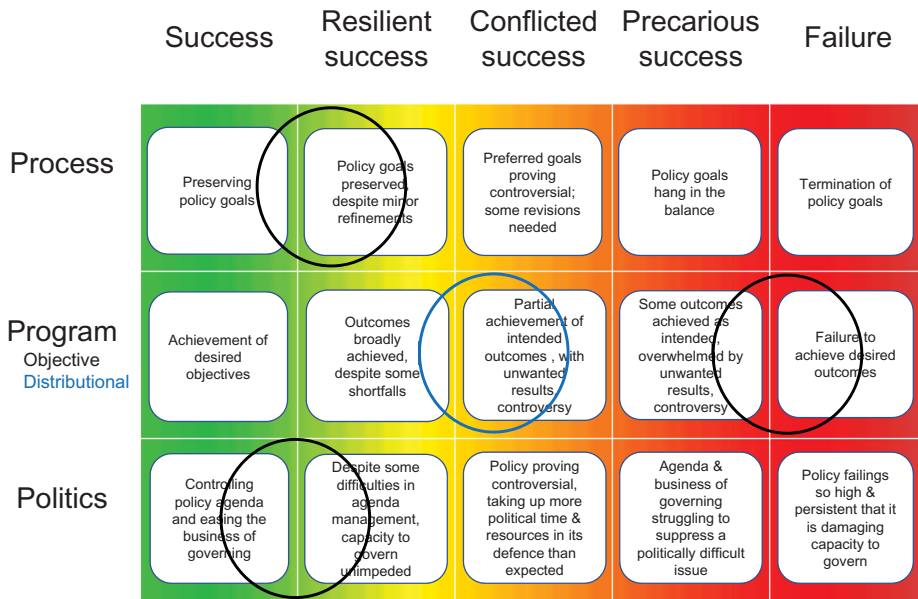 Success
Resilient
success
Conflicted
success
Precarious
success
Failure
Process
Preserving
policy goals
Policy goals
preserved,
despite minor
refinements
Preferred goals
proving
controversial;
some revisions
needed
Policy goals
hang in the
balance
Termination of
policy goals
Program
Objective
Distributional
Achievement of
desired
objectives
Outcomes
broadly
achieved,
despite some
shortfalls
Partial
achievement of
intended
outcomes , with
unwanted
results,
controversy
Some outcomes
achieved as
intended,
overwhelmed by
unwanted
results,
controversy
Failure to
achieve desired
outcomes
Politics
Controlling
policy agenda
and easing the
business of
governing
Despite some
difficulties in
agenda
management,
capacity to
govern
unimpeded
Policy proving
controversial,
taking up more
political time &
resources in its
defence than
expected
Agenda &
business of
governing
struggling to
suppress a
politically difficult
issue
Policy failings
so high &
persistent that it
is damaging
capacity to
govern